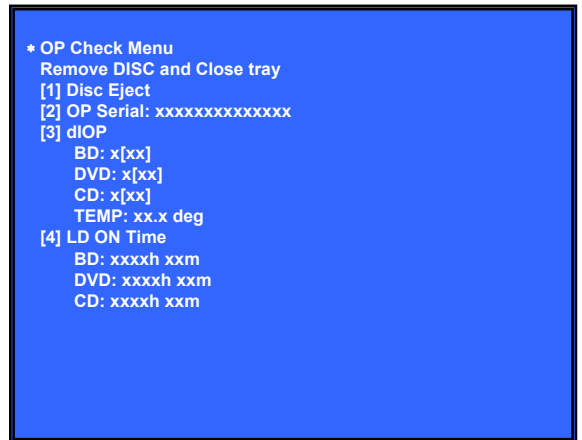 * OP Check Menu
Remove DISC and Close tray
[1] Disc Eject
[2] OP Serial: xxxxxxxxxxxxxx
[3] dIOP
BD: x[xx]
DVD: x[xx]
CD: x[xx]
TEMP: xx.x deg
[4] LD ON Time
BD: xxxxh xxm
DVD: xxxxh xxm
CD: xxxxh xxm